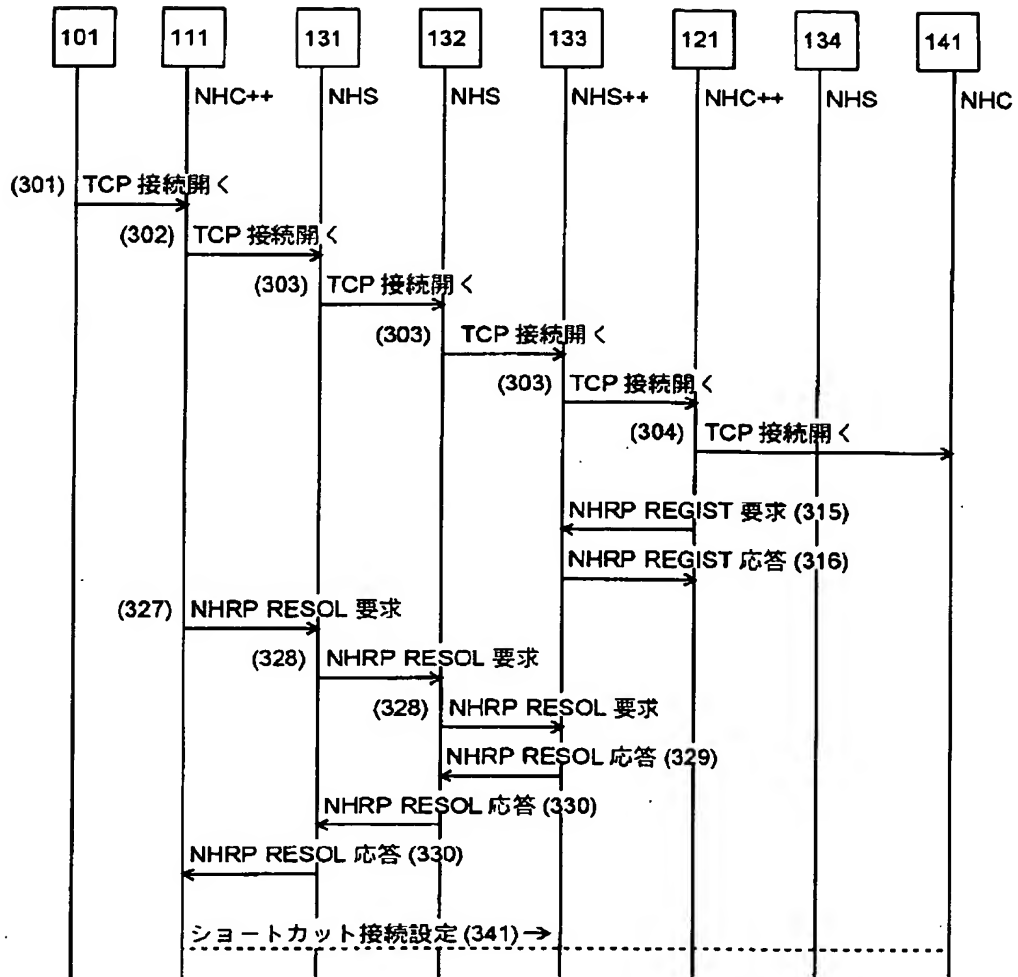 101 111 131 132 133 121 134 141
NHC++ NHS NHS NHS++ NHC++ NHS NHC
(301) TCP 接続開く
(302) TCP 接続開く
(303) TCP 接続開く
(303) TCP 接続開く
(303) TCP 接続開く
(304) TCP 接続開く
NHRP REGIST 要求 (315)
NHRP REGIST 応答 (316)
(327) NHRP RESOL 要求
(328) NHRP RESOL 要求
(328) NHRP RESOL 要求
NHRP RESOL 応答 (329)
NHRP RESOL 応答 (330)
NHRP RESOL 応答 (330)
ショートカット接続設定 (341)→